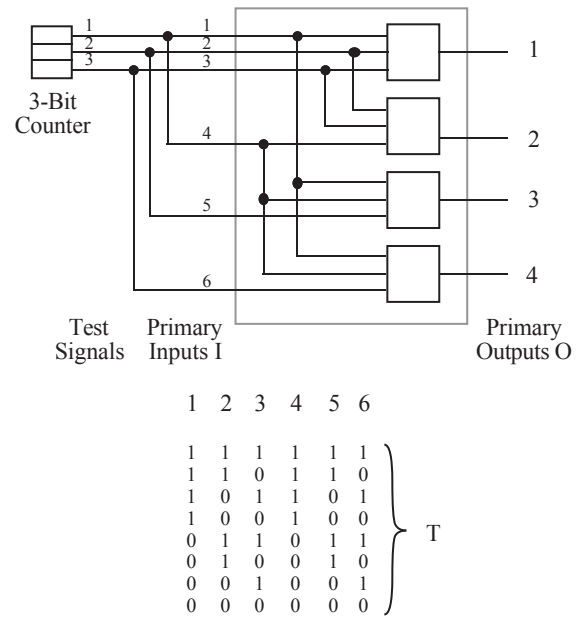 1 1
2 2 1
3 3
3-Bit
Counter
4 2
5 3
6 4
Test Primary Primary
Signals Inputs I Outputs O
1 2 3 4 5 6
1 1 1 1 1 1
1 1 0 1 1 0
1 0 1 1 0 1
1 0 0 1 0 0
0 1 1 0 1 1 T
0 1 0 0 1 0
0 0 1 0 0 1
0 0 0 0 0 0